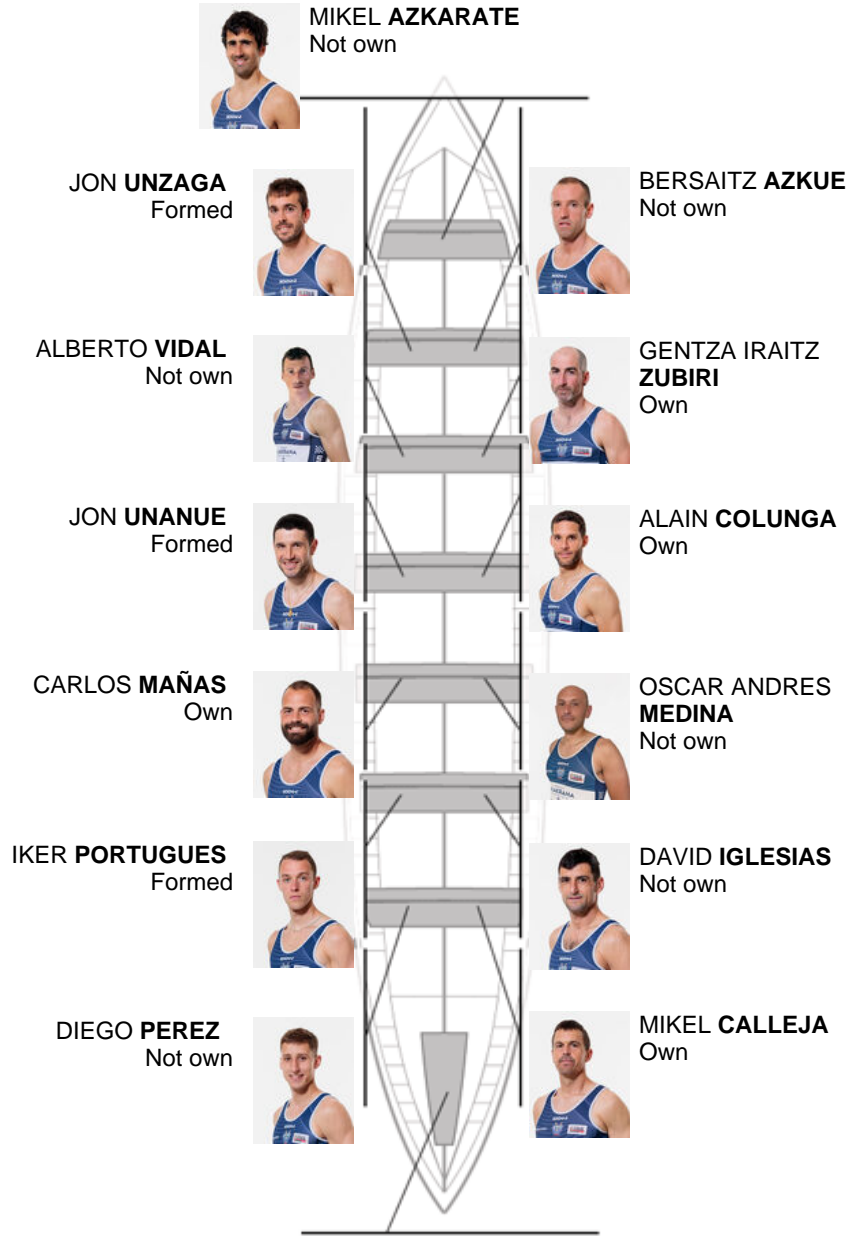 MIKEL AZKARATE
Not own
JON UNZAGA
Formed
BERSAITZ AZKUE
Not own
ALBERTO VIDAL
Not own
GENTZA IRAITZ
ZUBIRI
Own
JON UNANUE
Formed
ALAIN COLUNGA
Own
CARLOS MAÑAS
Own
OSCAR ANDRES
MEDINA
Not own
IKER PORTUGUES
Formed
DAVID IGLESIAS
Not own
DIEGO PEREZ
Not own
MIKEL CALLEJA
Own